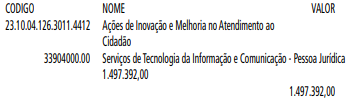 CODIGO NOME VALOR
23.10.04.126.3011.4412 Ações de Inovação e Melhoria no Atendimento ao
Cidadão
33904000.00 Serviços de Tecnologia da Informação e Comunicação - Pessoa Jurídica
1.497.392,00
1.497.392,00